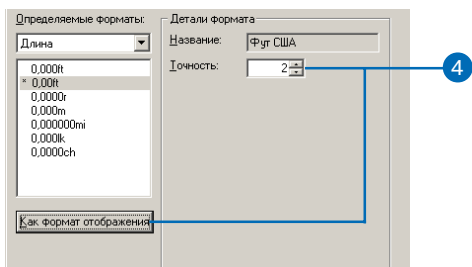 Определяемые форматы:
Длина
0,000ft
* 0,00ft
0,0000r
0,000m
0,000000mi
0,000lk
0,0000ch
Как формат отображения
Детали формата
Название: Фут США
Точность: 2
4